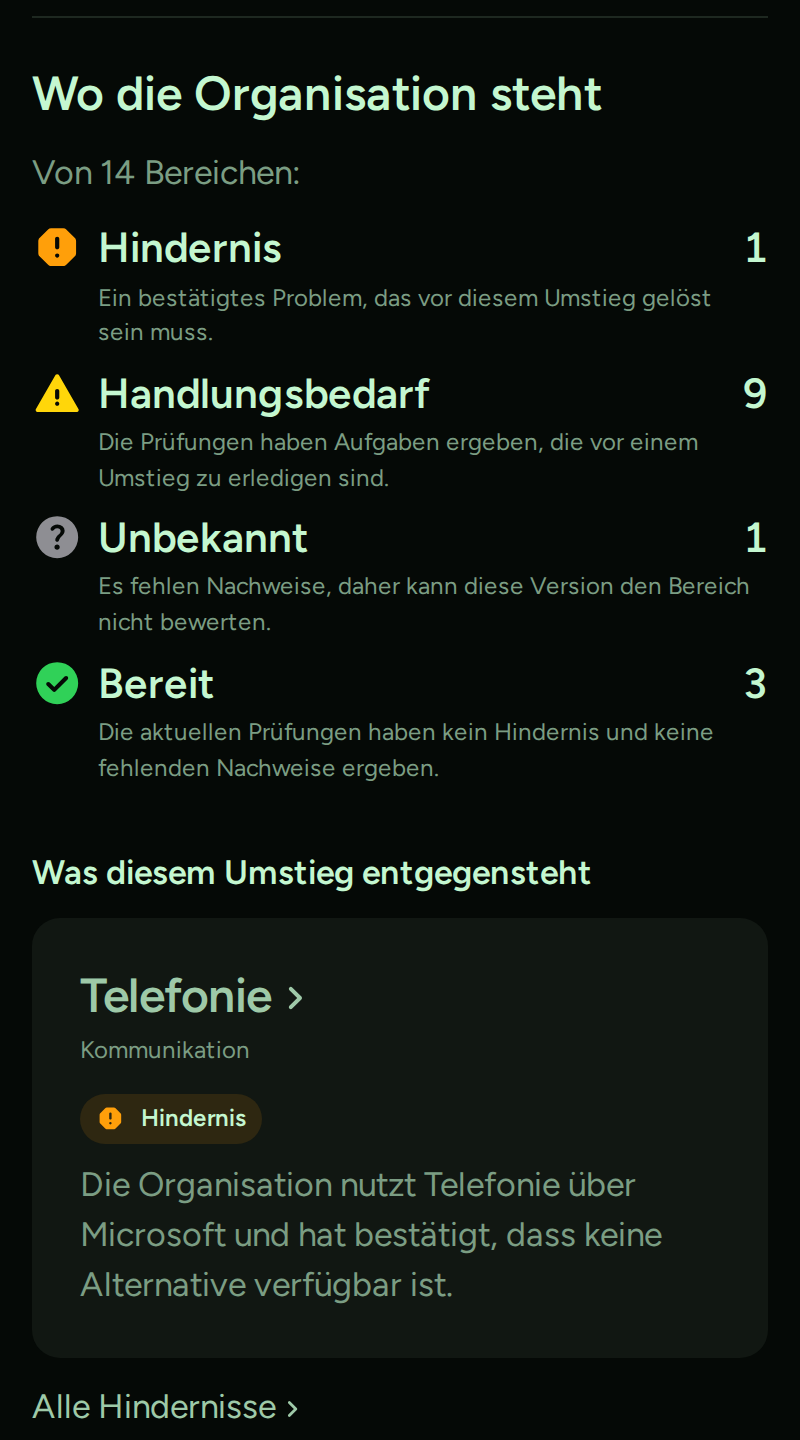 Wo die Organisation steht
Von 14 Bereichen:
Hindernis 1
Ein bestätigtes Problem, das vor diesem Umstieg gelöst
sein muss.
Handlungsbedarf 9
Die Prüfungen haben Aufgaben ergeben, die vor einem
Umstieg zu erledigen sind.
Unbekannt 1
Es fehlen Nachweise, daher kann diese Version den Bereich
nicht bewerten.
Bereit 3
Die aktuellen Prüfungen haben kein Hindernis und keine
fehlenden Nachweise ergeben.
Was diesem Umstieg entgegensteht
Telefonie
Kommunikation
Hindernis
Die Organisation nutzt Telefonie über
Microsoft und hat bestätigt, dass keine
Alternative verfügbar ist.
Alle Hindernisse